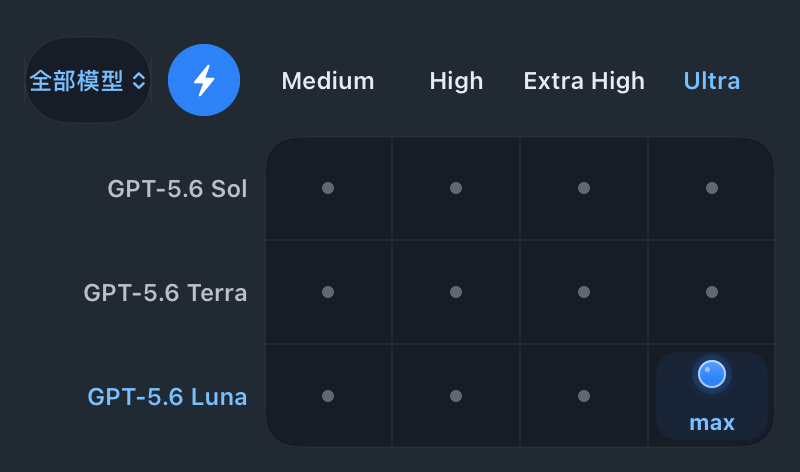 全部模型
Medium High Extra High Ultra
GPT-5.6 Sol
GPT-5.6 Terra
GPT-5.6 Luna
max